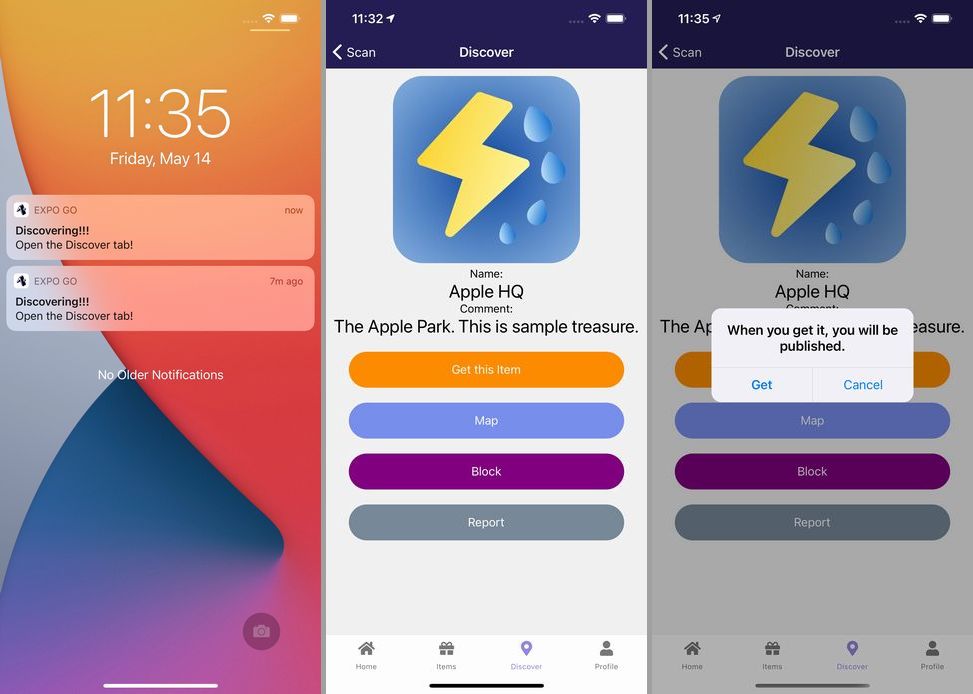 11:35
Friday, May 14
EXPO GO
now
Discovering!!!
Open the Discover tab!
EXPO GO
7m ago
Discovering!!!
Open the Discover tab!
No Older Notifications
11:32
Scan
Discover
Name:
Apple HQ
Comment:
The Apple Park. This is sample treasure.
Get this Item
Map
Block
Report
Home
Items
Discover
Profile
11:35
Scan
Discover
Name:
Apple HQ
Comment:
The Ap
easure.
When you get it, you will be
published.
Get
Cancel
Map
Block
Report
Home
Items
Discover
Profile